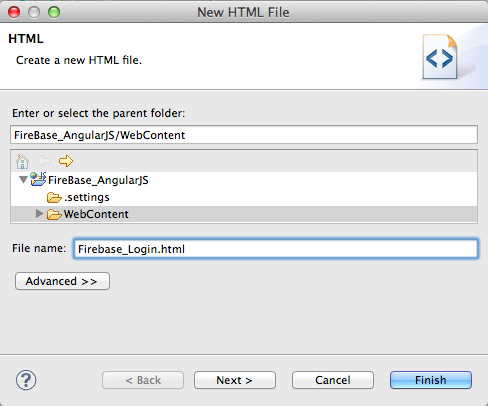 New HTML File
HTML
Create a new HTML file.
Enter or select the parent folder:
FireBase_AngularJS/WebContent
FireBase_AngularJS
.settings
WebContent
File name: Firebase_Login.html
Advanced >>
? < Back Next > Cancel Finish